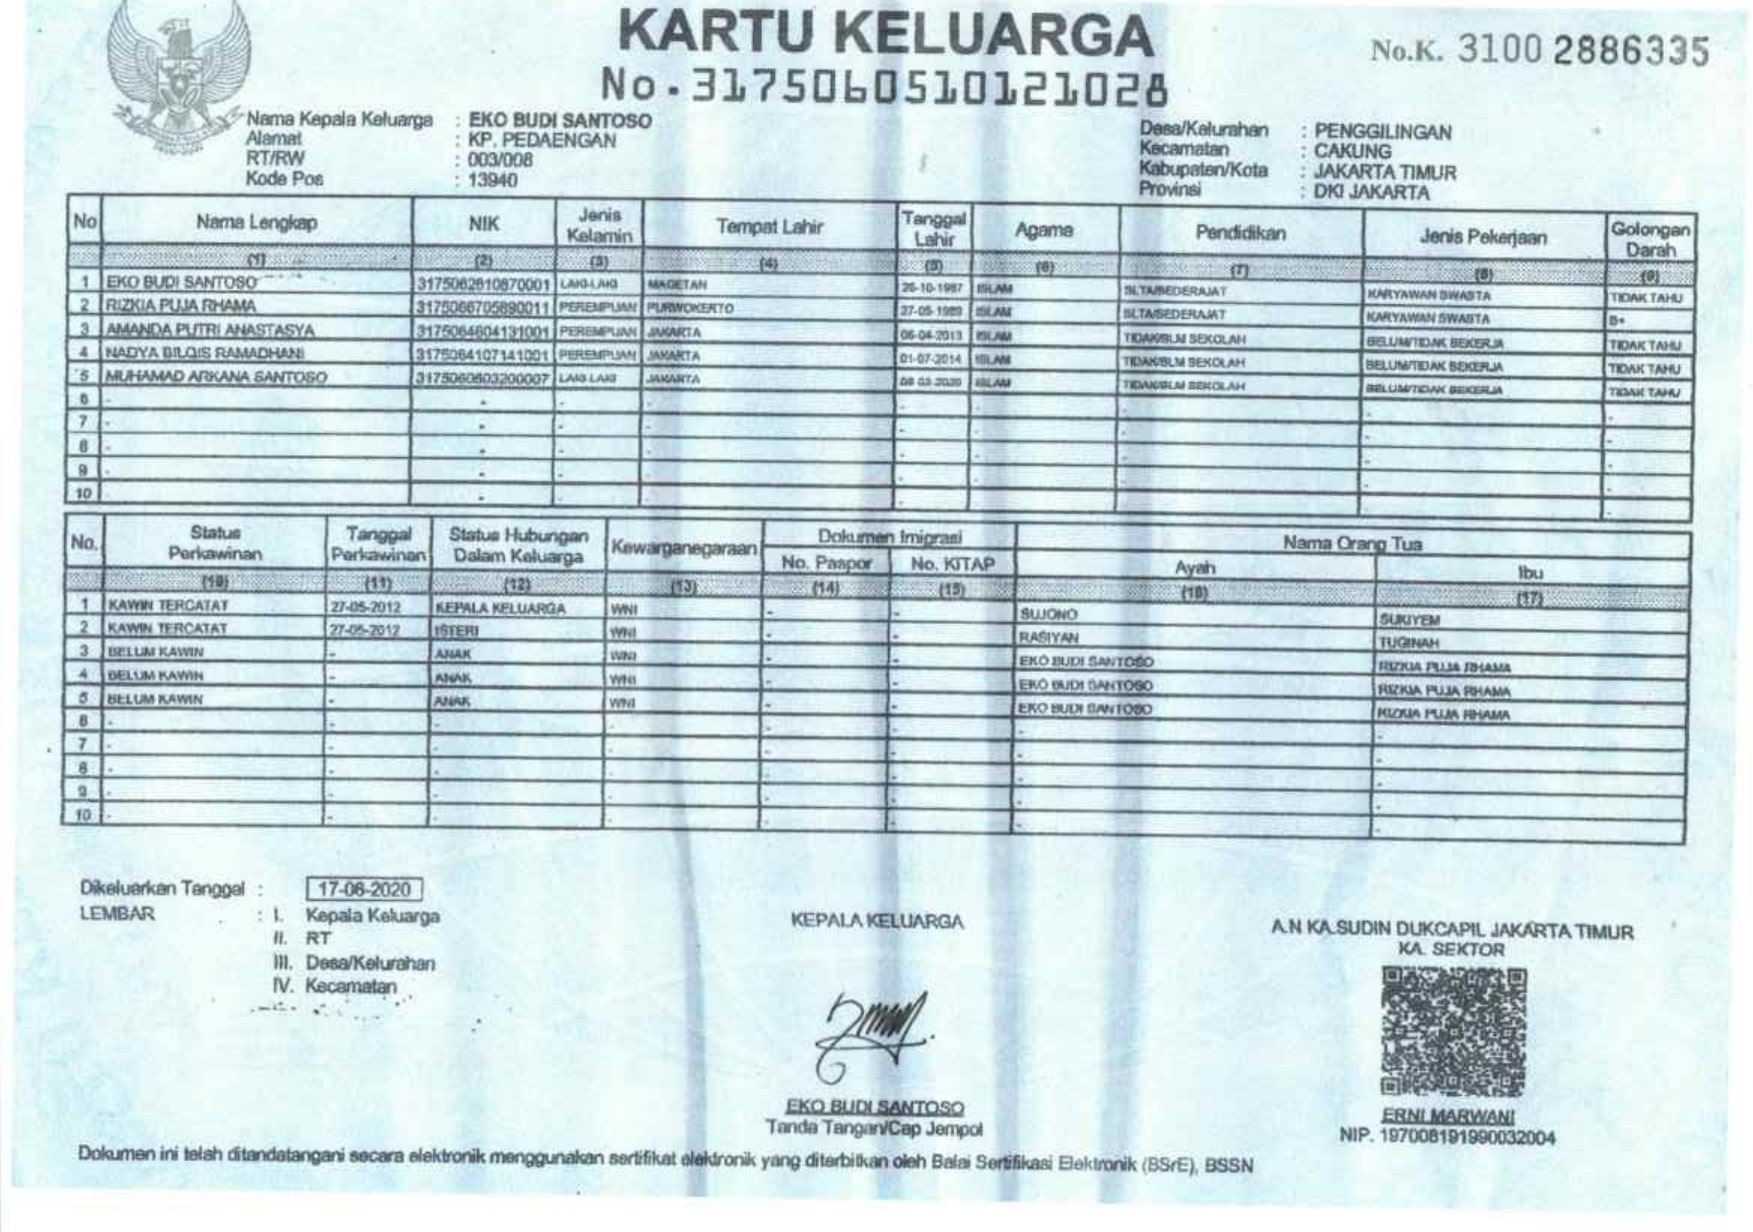 KARTU KELUARGA
No.K. 3100 2886335
No. 3175060510121028
Nama Kepala Keluarga : EKO BUDI SANTOSO
Alamat : KP. PEDAENGAN
RT/RW : 003/008
Kode Pos : 13940
Desa/Kelurahan : PENGGILINGAN
Kecamatan : CAKUNG
Kabupaten/Kota : JAKARTA TIMUR
Provinsi : DKI JAKARTA
No Nama Lengkap NIK Jenis Kelamin Tempat Lahir Tanggal Lahir Agama Pendidikan Jenis Pekerjaan Golongan Darah
(1) (2) (3) (4) (5) (6) (7) (8) (9)
1 EKO BUDI SANTOSO 3175062610870001 LAKI-LAKI MAGETAN 26-10-1987 ISLAM SLTA/SEDERAJAT KARYAWAN SWASTA TIDAK TAHU
2 RIZKIA PUJA RHAMA 3175066705890011 PEREMPUAN PURWOKERTO 27-05-1989 ISLAM SLTA/SEDERAJAT KARYAWAN SWASTA B+
3 AMANDA PUTRI ANASTASYA 3175064604131001 PEREMPUAN JAKARTA 06-04-2013 ISLAM TIDAK/BLM SEKOLAH BELUM/TIDAK BEKERJA TIDAK TAHU
4 NADYA BILQIS RAMADHANI 3175064107141001 PEREMPUAN JAKARTA 01-07-2014 ISLAM TIDAK/BLM SEKOLAH BELUM/TIDAK BEKERJA TIDAK TAHU
5 MUHAMAD ARKANA SANTOSO 3175060803200007 LAKI-LAKI JAKARTA 08-03-2020 ISLAM TIDAK/BLM SEKOLAH BELUM/TIDAK BEKERJA TIDAK TAHU
6 - - - - - - - - -
7 - - - - - - - - -
8 - - - - - - - - -
9 - - - - - - - - -
10 - - - - - - - - -
No. Status Perkawinan Tanggal Perkawinan Status Hubungan Dalam Keluarga Kewarganegaraan Dokumen Imigrasi Nama Orang Tua
No. Paspor No. KITAP Ayah Ibu
(10) (11) (12) (13) (14) (15) (16) (17)
1 KAWIN TERCATAT 27-05-2012 KEPALA KELUARGA WNI - - SUJONO SUKIYEM
2 KAWIN TERCATAT 27-05-2012 ISTERI WNI - - RASIYAN TUGINAH
3 BELUM KAWIN - ANAK WNI - - EKO BUDI SANTOSO RIZKIA PUJA RHAMA
4 BELUM KAWIN - ANAK WNI - - EKO BUDI SANTOSO RIZKIA PUJA RHAMA
5 BELUM KAWIN - ANAK WNI - - EKO BUDI SANTOSO RIZKIA PUJA RHAMA
6 - - - - - - - -
7 - - - - - - - -
8 - - - - - - - -
9 - - - - - - - -
10 - - - - - - - -
Dikeluarkan Tanggal : 17-06-2020
LEMBAR : I. Kepala Keluarga
II. RT
III. Desa/Kelurahan
IV. Kecamatan
KEPALA KELUARGA
EKO BUDI SANTOSO
Tanda Tangan/Cap Jempol
A.N KA.SUDIN DUKCAPIL JAKARTA TIMUR
KA. SEKTOR
ERNI MARWANI
NIP. 197008191990032004
Dokumen ini telah ditandatangani secara elektronik menggunakan sertifikat elektronik yang diterbitkan oleh Balai Sertifikasi Elektronik (BSrE), BSSN